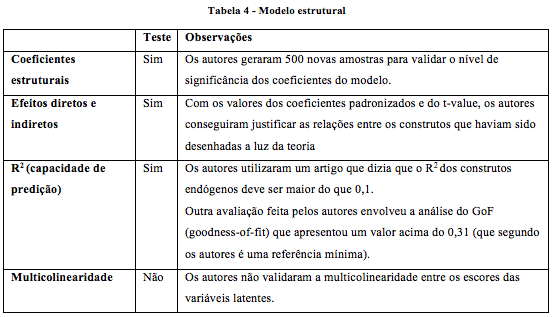 Tabela 4 - Modelo estrutural
Teste Observações
Coeficientes estruturais Sim Os autores geraram 500 novas amostras para validar o nível de
significância dos coeficientes do modelo.
Efeitos diretos e indiretos Sim Com os valores dos coeficientes padronizados e do t-value, os autores
conseguiram justificar as relações entre os construtos que haviam sido
desenhadas a luz da teoria
R² (capacidade de predição) Sim Os autores utilizaram um artigo que dizia que o R² dos construtos
endógenos deve ser maior do que 0,1.
Outra avaliação feita pelos autores envolveu a análise do GoF
(goodness-of-fit) que apresentou um valor acima do 0,31 (que segundo
os autores é uma referência mínima).
Multicolinearidade Não Os autores não validaram a multicolinearidade entre os escores das
variáveis latentes.